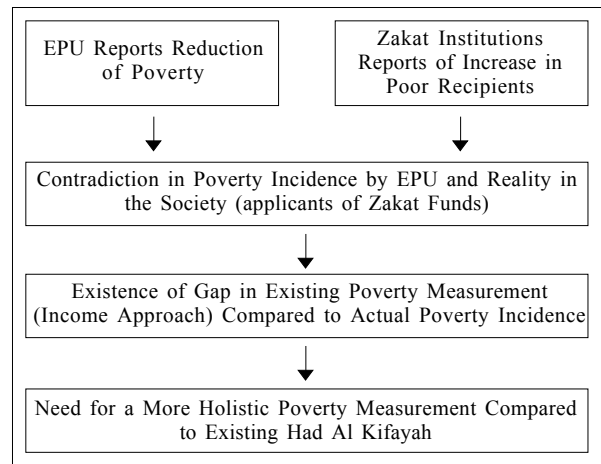 EPU Reports Reduction
of Poverty
Zakat Institutions
Reports of Increase in
Poor Recipients
Contradiction in Poverty Incidence by EPU and Reality in
the Society (applicants of Zakat Funds)
Existence of Gap in Existing Poverty Measurement
(Income Approach) Compared to Actual Poverty Incidence
Need for a More Holistic Poverty Measurement Compared
to Existing Had Al Kifayah